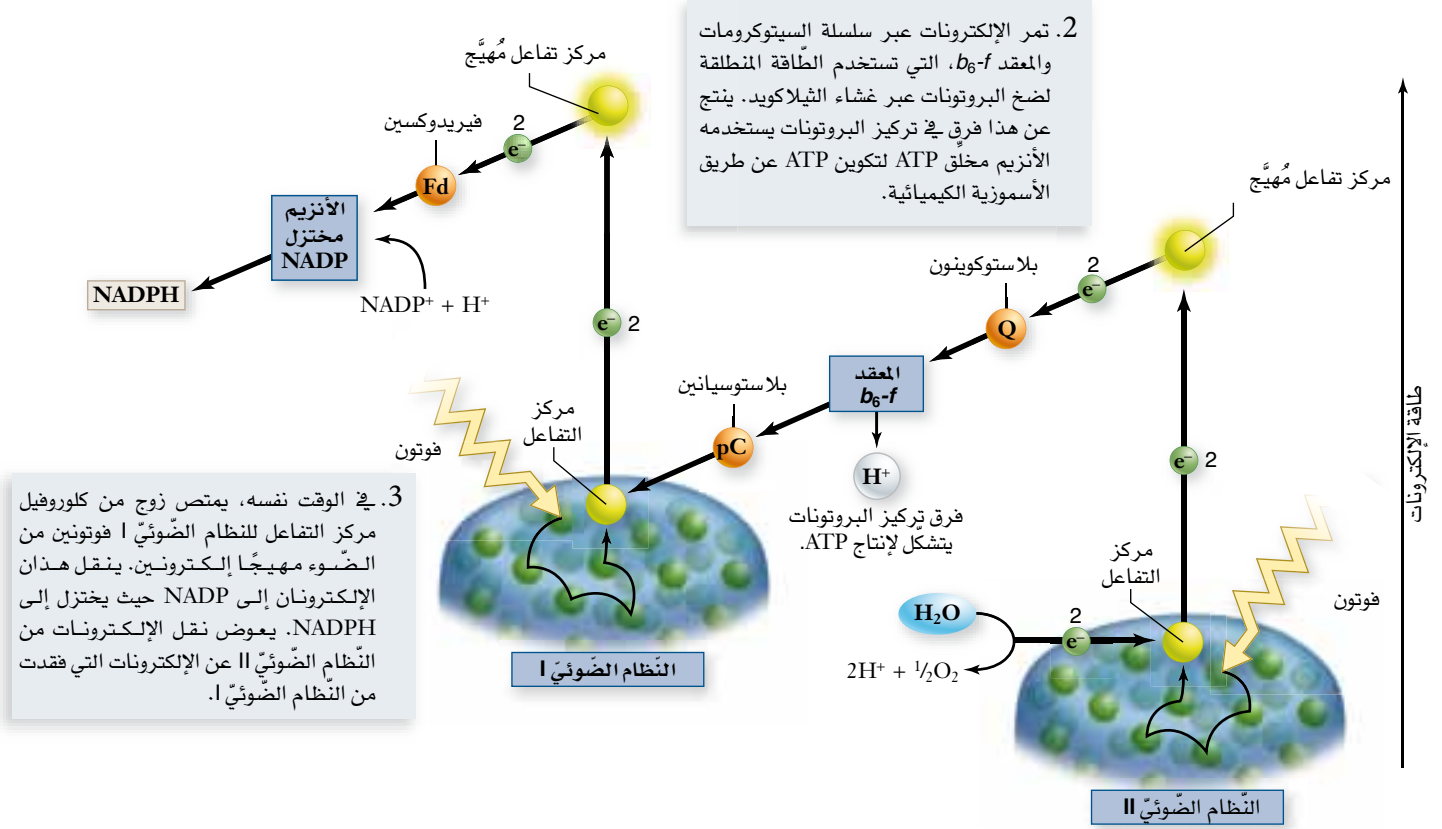 2. تمر الإلكترونات عبر سلسلة السيتوكرومات
والمعقد b₆-f، التي تستخدم الطّاقة المنطلقة
لضخ البروتونات عبر غشاء الثيلاكويد. ينتج
عن هذا فرق في تركيز البروتونات يستخدمه
الأنزيم مخلِّق ATP لتكوين ATP عن طريق
الأسموزية الكيميائية.
مركز تفاعل مُهيَّج
2
e⁻
بلاستوكوينون
Q
المعقد
b₆-f
H⁺
فرق تركيز البروتونات
يتشكّل لإنتاج ATP.
بلاستوسيانين
pC
طاقة الإلكترونات
e⁻ 2
فوتون
مركز
التفاعل
2
e⁻
H₂O
2H⁺ + ½O₂
النّظام الضّوئيّ II
مركز تفاعل مُهيَّج
2
e⁻
فيريدوكسين
Fd
الأنزيم
مختزل
NADP
NADP⁺ + H⁺
NADPH
e⁻ 2
مركز
التفاعل
فوتون
النّظام الضّوئيّ I
3. في الوقت نفسه، يمتص زوج من كلوروفيل
مركز التفاعل للنظام الضّوئيّ I فوتونين من
الضّوء مهيجًا إلكترونين. ينقل هذان
الإلكترونان إلى NADP حيث يختزل إلى
NADPH. يعوض نقل الإلكترونات من
النّظام الضّوئيّ II عن الإلكترونات التي فقدت
من النّظام الضّوئيّ I.